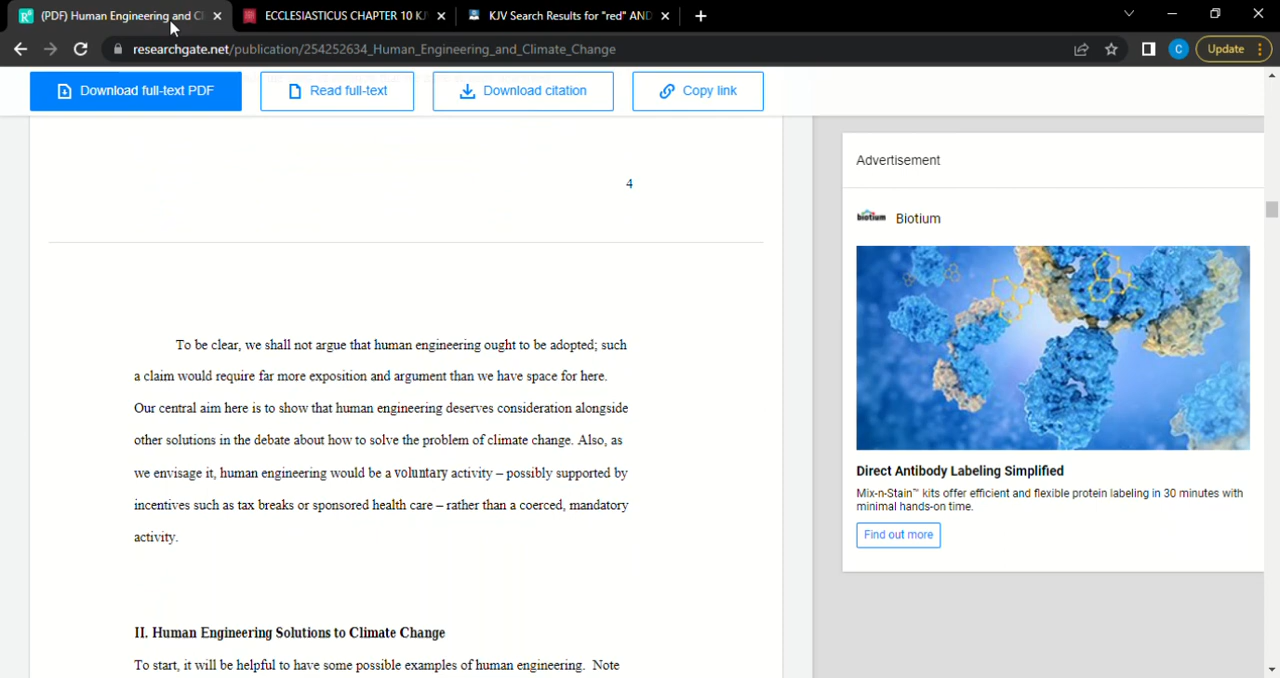 (PDF) Human Engineering and Cl
ECCLESIASTICUS CHAPTER 10 KJ
KJV Search Results for "red" AND
researchgate.net/publication/254252634_Human_Engineering_and_Climate_Change
C
Update
Download full-text PDF
Read full-text
Download citation
Copy link
4
To be clear, we shall not argue that human engineering ought to be adopted; such
a claim would require far more exposition and argument than we have space for here.
Our central aim here is to show that human engineering deserves consideration alongside
other solutions in the debate about how to solve the problem of climate change. Also, as
we envisage it, human engineering would be a voluntary activity – possibly supported by
incentives such as tax breaks or sponsored health care – rather than a coerced, mandatory
activity.
II. Human Engineering Solutions to Climate Change
To start, it will be helpful to have some possible examples of human engineering. Note
Advertisement
biotium
Biotium
Direct Antibody Labeling Simplified
Mix-n-Stain™ kits offer efficient and flexible protein labeling in 30 minutes with
minimal hands-on time.
Find out more